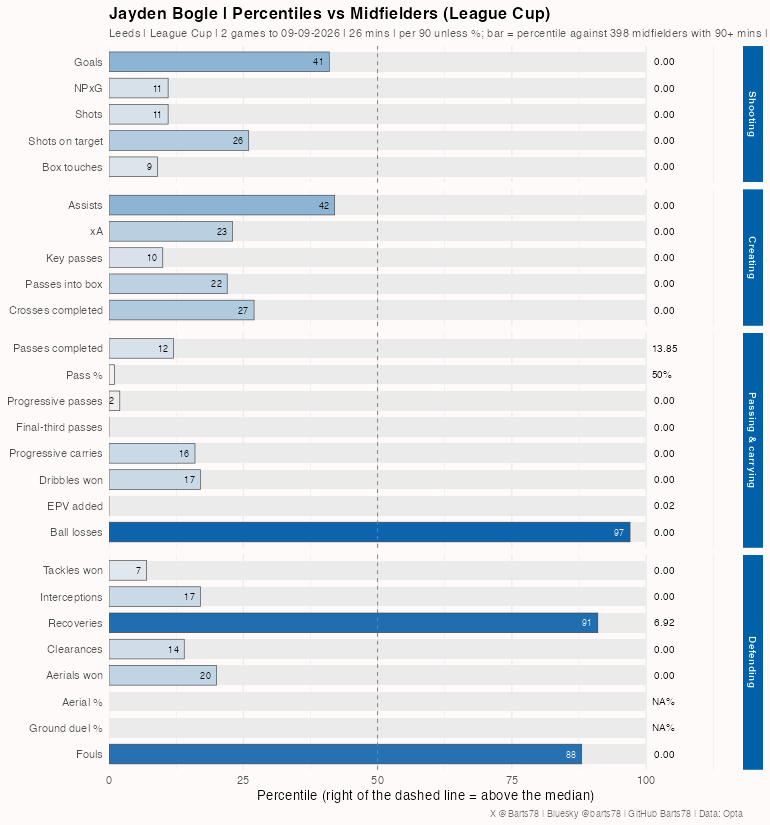 Jayden Bogle | Percentiles vs Midfielders (League Cup)
Leeds | League Cup | 2 games to 09-09-2026 | 26 mins | per 90 unless %; bar = percentile against 398 midfielders with 90+ mins |
Goals 41 0.00
NPxG 11 0.00
Shots 11 0.00
Shots on target 26 0.00
Box touches 9 0.00
Shooting
Assists 42 0.00
xA 23 0.00
Key passes 10 0.00
Passes into box 22 0.00
Crosses completed 27 0.00
Creating
Passes completed 12 13.85
Pass % 50%
Progressive passes 2 0.00
Final-third passes 0.00
Progressive carries 16 0.00
Dribbles won 17 0.00
EPV added 0.02
Ball losses 97 0.00
Passing & carrying
Tackles won 7 0.00
Interceptions 17 0.00
Recoveries 91 6.92
Clearances 14 0.00
Aerials won 20 0.00
Aerial % NA%
Ground duel % NA%
Fouls 88 0.00
Defending
0 25 50 75 100
Percentile (right of the dashed line = above the median)
X @Barts78 | Bluesky @barts78 | GitHub Barts78 | Data: Opta